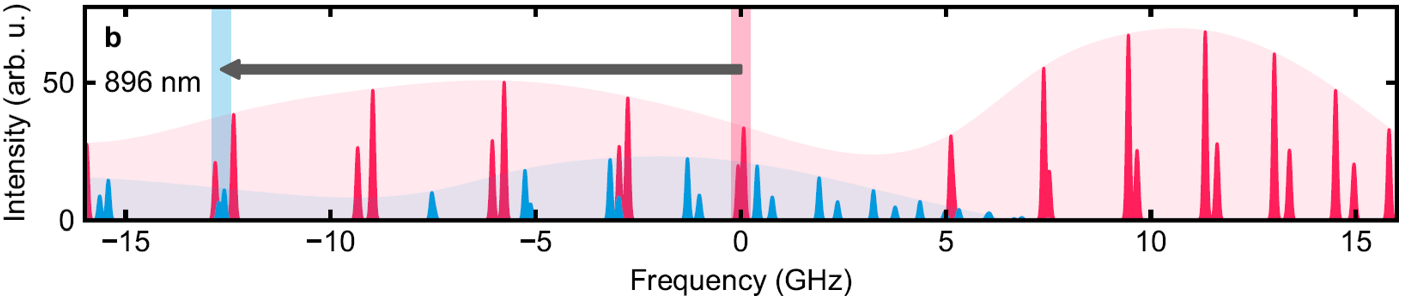 Intensity (arb. u.)
b
50
896 nm
0
−15 −10 −5 0 5 10 15
Frequency (GHz)